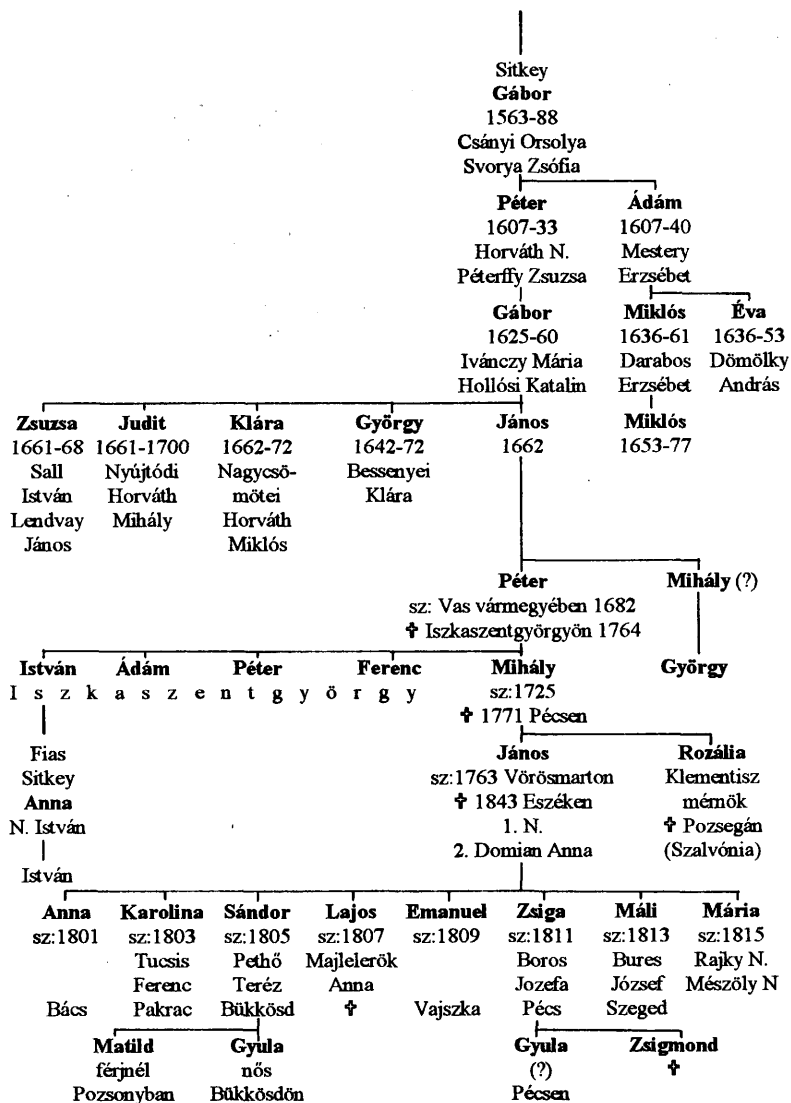 Sitkey
Gábor
1563-88
Csányi Orsolya
Svorya Zsófia
Péter Ádám
1607-33 1607-40
Horváth N. Mestery
Péterffy Zsuzsa Erzsébet
Gábor Miklós Éva
1625-60 1636-61 1636-53
Ivánczy Mária Darabos Dömölky
Hollósi Katalin Erzsébet András
Zsuzsa Judit Klára György János Miklós
1661-68 1661-1700 1662-72 1642-72 1662 1653-77
Sall Nyújtódi Nagycsö- Bessenyei
István Horváth mötei Klára
Lendvay Mihály Horváth
János Miklós
Péter Mihály (?)
sz: Vas vármegyében 1682
✞ Iszkaszentgyörgyön 1764
István Ádám Péter Ferenc Mihály György
I s z k a s z e n t g y ö r g y sz:1725
✞ 1771 Pécsen
Fias János Rozália
Sitkey sz:1763 Vörösmarton Klementisz
Anna ✞ 1843 Eszéken mérnök
N. István 1. N. ✞ Pozsegán
István 2. Domian Anna (Szalvónia)
Anna Karolina Sándor Lajos Emanuel Zsiga Máli Mária
sz:1801 sz:1803 sz:1805 sz:1807 sz:1809 sz:1811 sz:1813 sz:1815
Tucsis Pethő Majlelerök Boros Bures Rajky N.
Ferenc Teréz Anna Jozefa József Mészöly N
Bács Pakrac Bükkösd ✞ Vajszka Pécs Szeged
Matild Gyula Gyula Zsigmond
férjnél nős (?) ✞
Pozsonyban Bükkösdön Pécsen